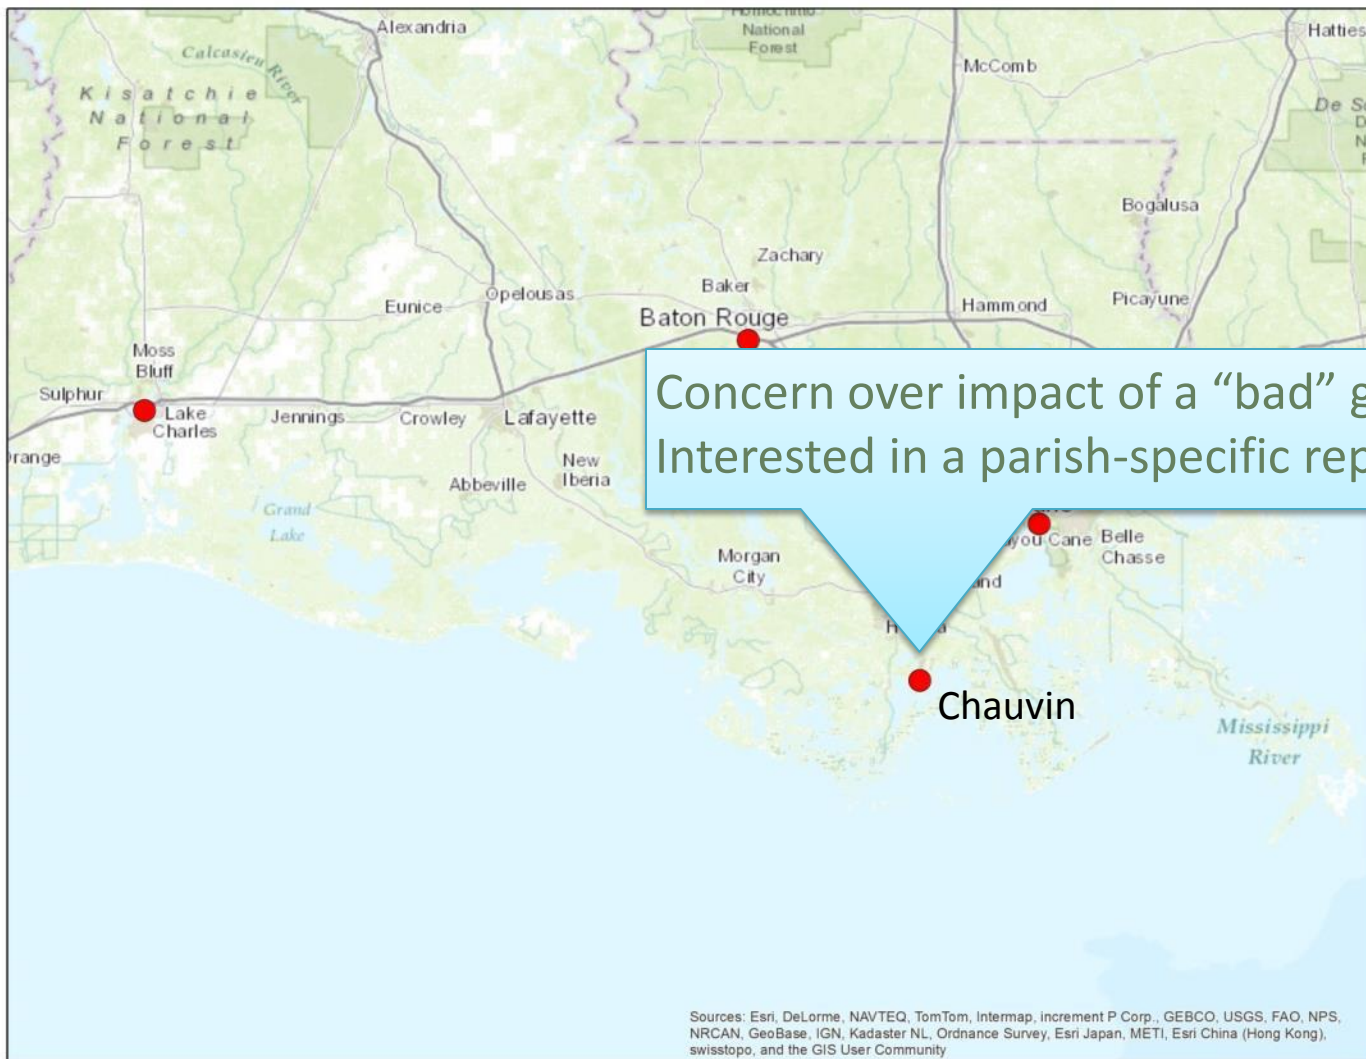 Alexandria
Homochitto
National
Forest
Hatties
Calcasieu River
McComb
Kisatchie
National
Forest
De S
D
N
Bogalusa
Zachary
Baker
Eunice
Opelousas
Hammond
Picayune
Baton Rouge
Moss
Bluff
Sulphur
Lake
Charles
Jennings
Crowley
Lafayette
Concern over impact of a “bad” g
Interested in a parish-specific rep
range
Abbeville
New
Iberia
Grand
Lake
Morgan
City
you Cane
Belle
Chasse
and
H
a
Chauvin
Mississippi
River
Sources: Esri, DeLorme, NAVTEQ, TomTom, Intermap, increment P Corp., GEBCO, USGS, FAO, NPS,
NRCAN, GeoBase, IGN, Kadaster NL, Ordnance Survey, Esri Japan, METI, Esri China (Hong Kong),
swisstopo, and the GIS User Community